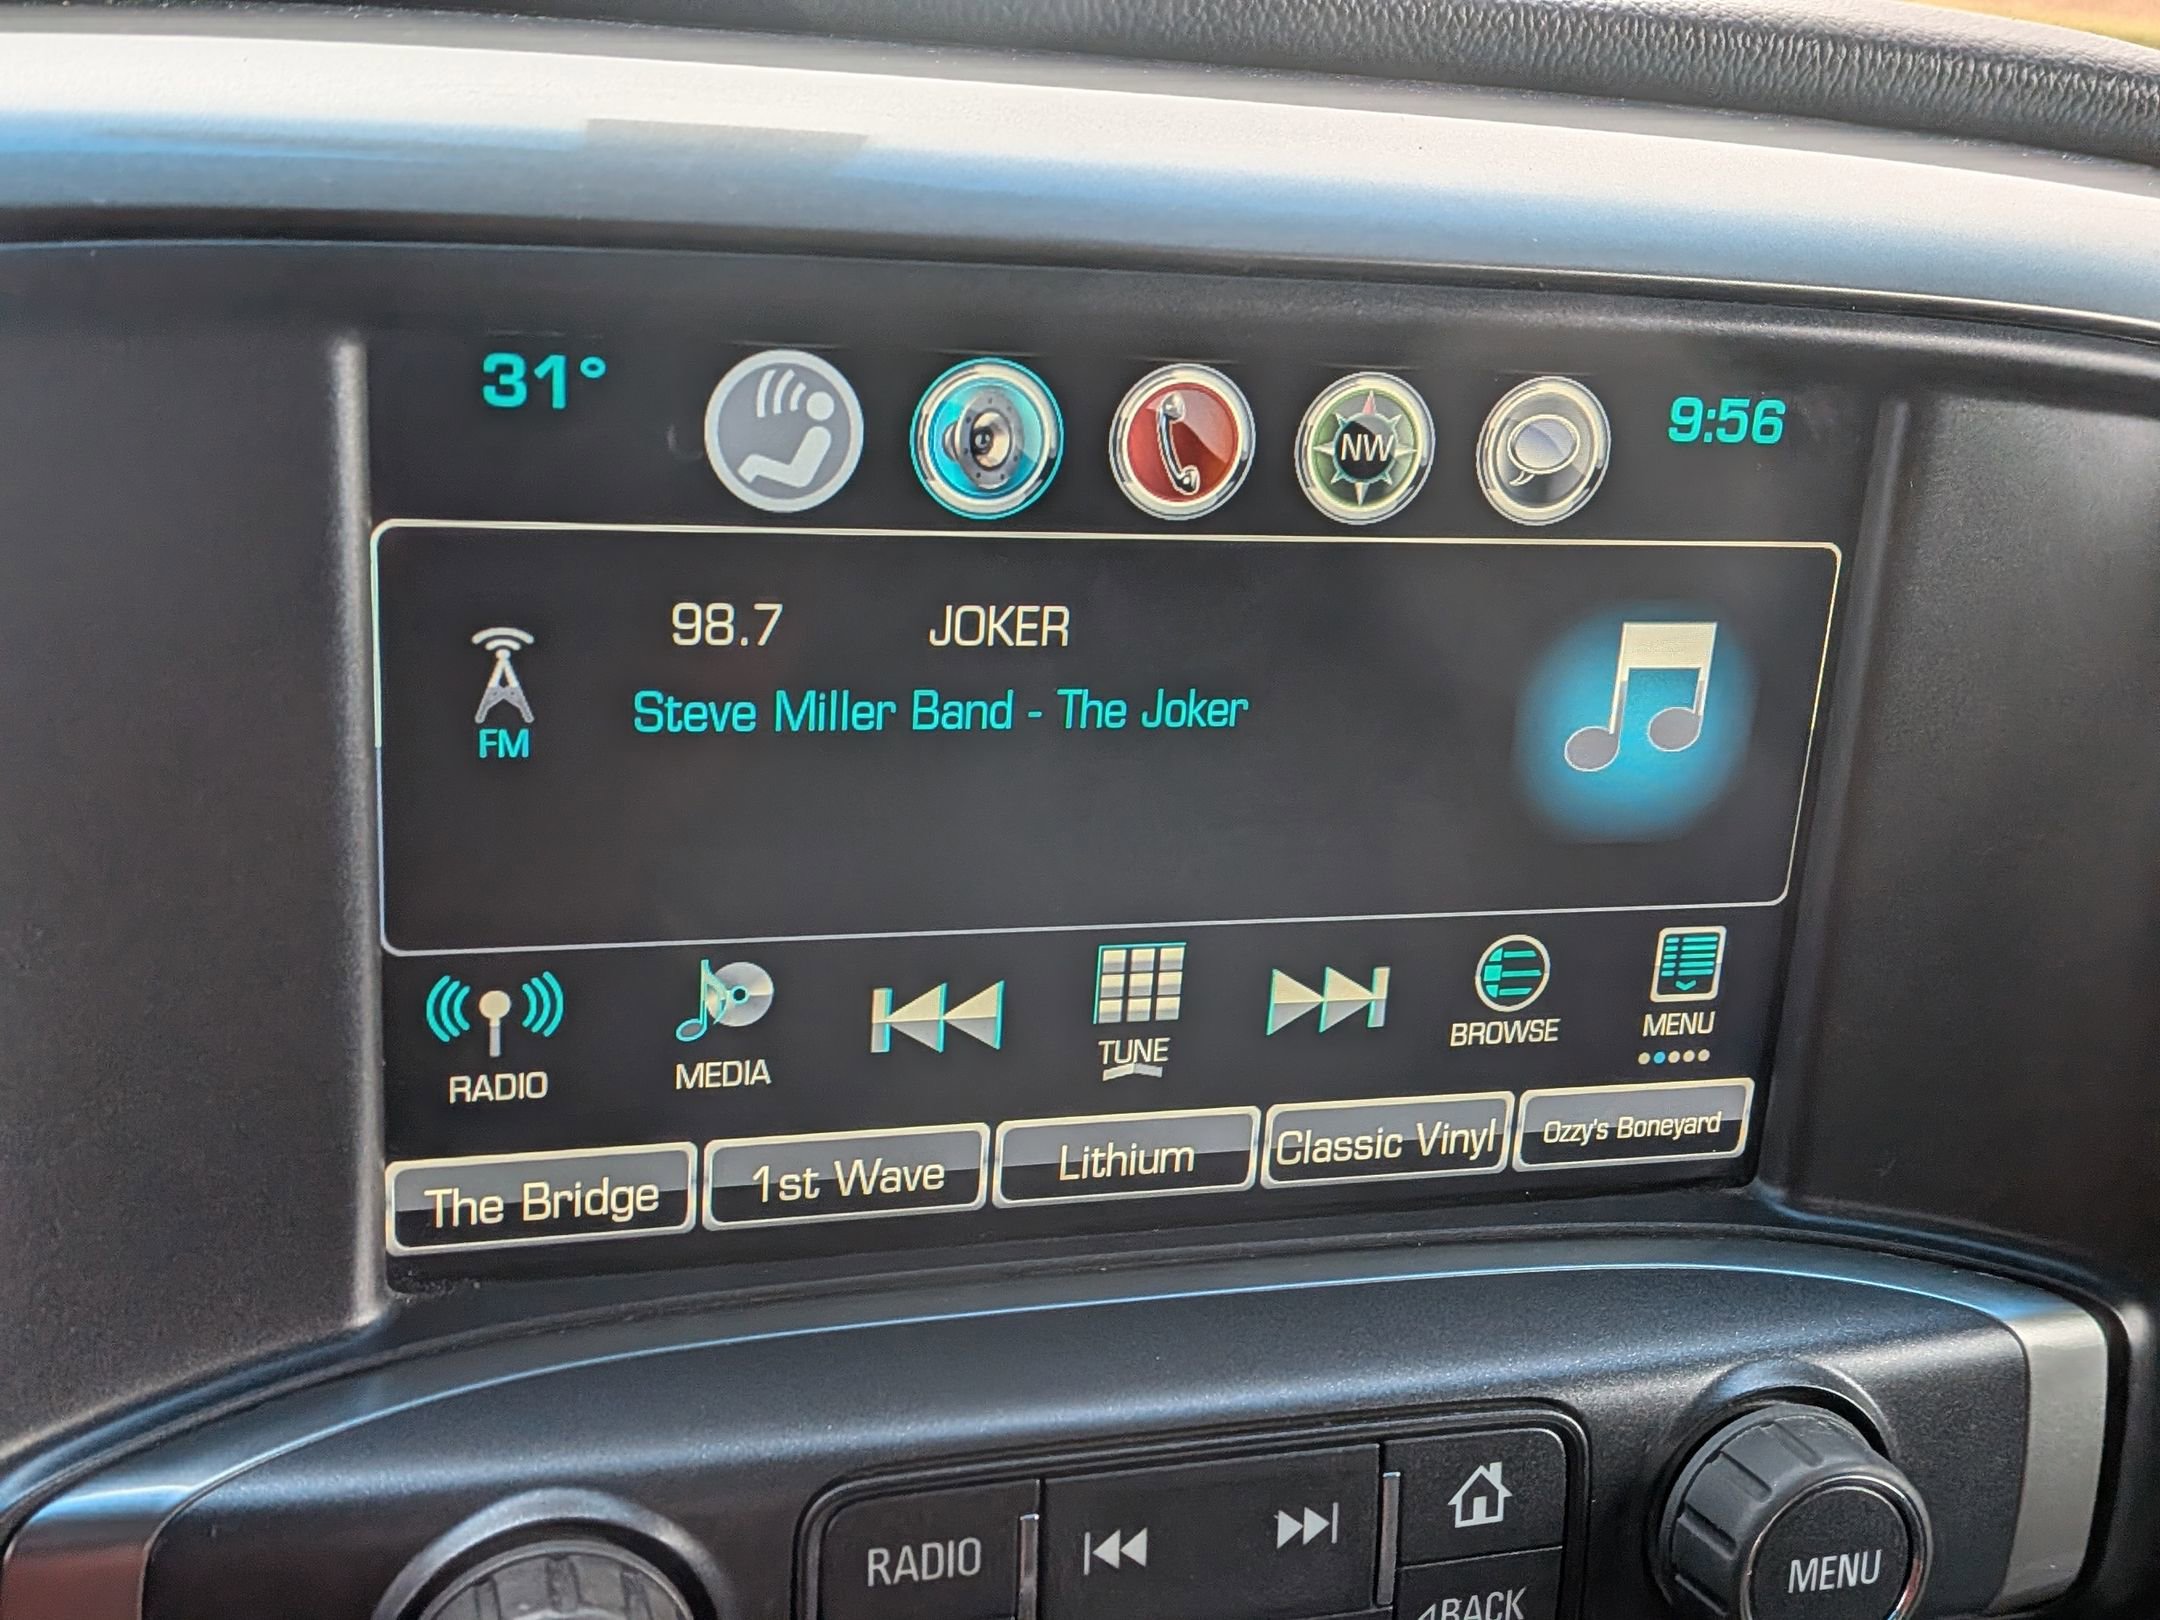 31°
NW
9:56
98.7 JOKER
Steve Miller Band - The Joker
FM
RADIO
MEDIA
TUNE
BROWSE
MENU
The Bridge
1st Wave
Lithium
Classic Vinyl
Ozzy's Boneyard
RADIO
MENU
BACK